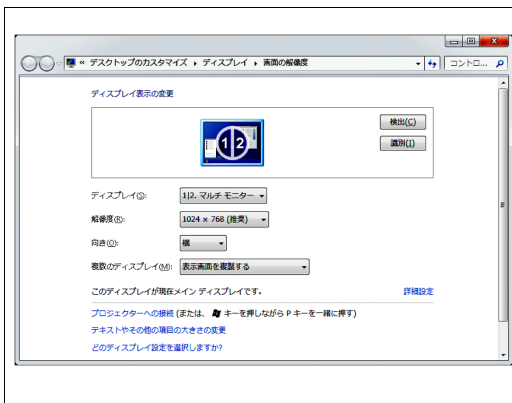 « デスクトップのカスタマイズ ▸ ディスプレイ ▸ 画面の解像度
コントロ...
ディスプレイ表示の変更
1|2
検出(C)
識別(I)
ディスプレイ(S): 1|2. マルチ モニター
解像度(R): 1024 × 768 (推奨)
向き(O): 横
複数のディスプレイ(M): 表示画面を複製する
このディスプレイが現在メイン ディスプレイです。 詳細設定
プロジェクターへの接続 (または、 キーを押しながら P キーを一緒に押す)
テキストやその他の項目の大きさの変更
どのディスプレイ設定を選択しますか?